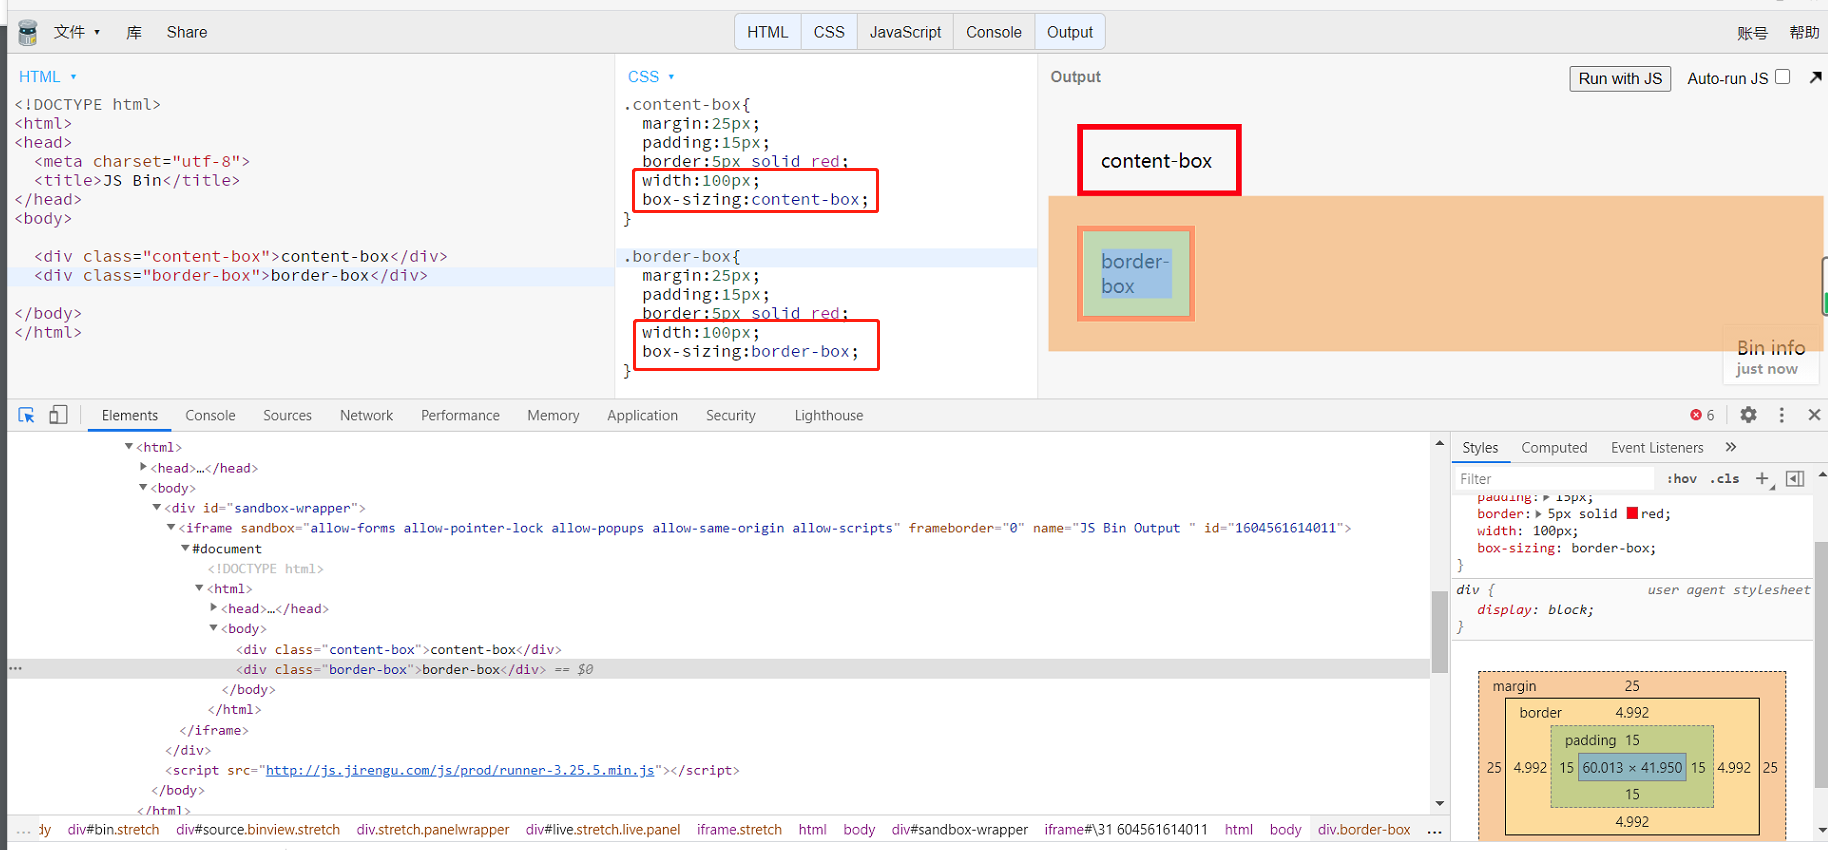 文件 ▾ 库 Share HTML CSS JavaScript Console Output 账号 帮助
HTML ▾
<!DOCTYPE html>
<html>
<head>
<meta charset="utf-8">
<title>JS Bin</title>
</head>
<body>
<div class="content-box">content-box</div>
<div class="border-box">border-box</div>
</body>
</html>
CSS ▾
.content-box{
margin:25px;
padding:15px;
border:5px solid red;
width:100px;
box-sizing:content-box;
}
.border-box{
margin:25px;
padding:15px;
border:5px solid red;
width:100px;
box-sizing:border-box;
}
Output Run with JS Auto-run JS
content-box
border-
box
Bin info
just now
Elements Console Sources Network Performance Memory Application Security Lighthouse 6
<html>
<head>…</head>
<body>
<div id="sandbox-wrapper">
<iframe sandbox="allow-forms allow-pointer-lock allow-popups allow-same-origin allow-scripts" frameborder="0" name="JS Bin Output " id="1604561614011">
#document
<!DOCTYPE html>
<html>
<head>…</head>
<body>
<div class="content-box">content-box</div>
… <div class="border-box">border-box</div> == $0
</body>
</html>
</iframe>
</div>
<script src="http://js.jirengu.com/js/prod/runner-3.25.5.min.js"></script>
</body>
</html>
… dy div#bin.stretch div#source.binview.stretch div.stretch.panelwrapper div#live.stretch.live.panel iframe.stretch html body div#sandbox-wrapper iframe#\31 604561614011 html body div.border-box …
Styles Computed Event Listeners »
Filter :hov .cls +
padding: 15px;
border: 5px solid red;
width: 100px;
box-sizing: border-box;
}
div { user agent stylesheet
display: block;
}
margin 25
border 4.992
padding 15
25 4.992 15 60.013 × 41.950 15 4.992 25
15
4.992